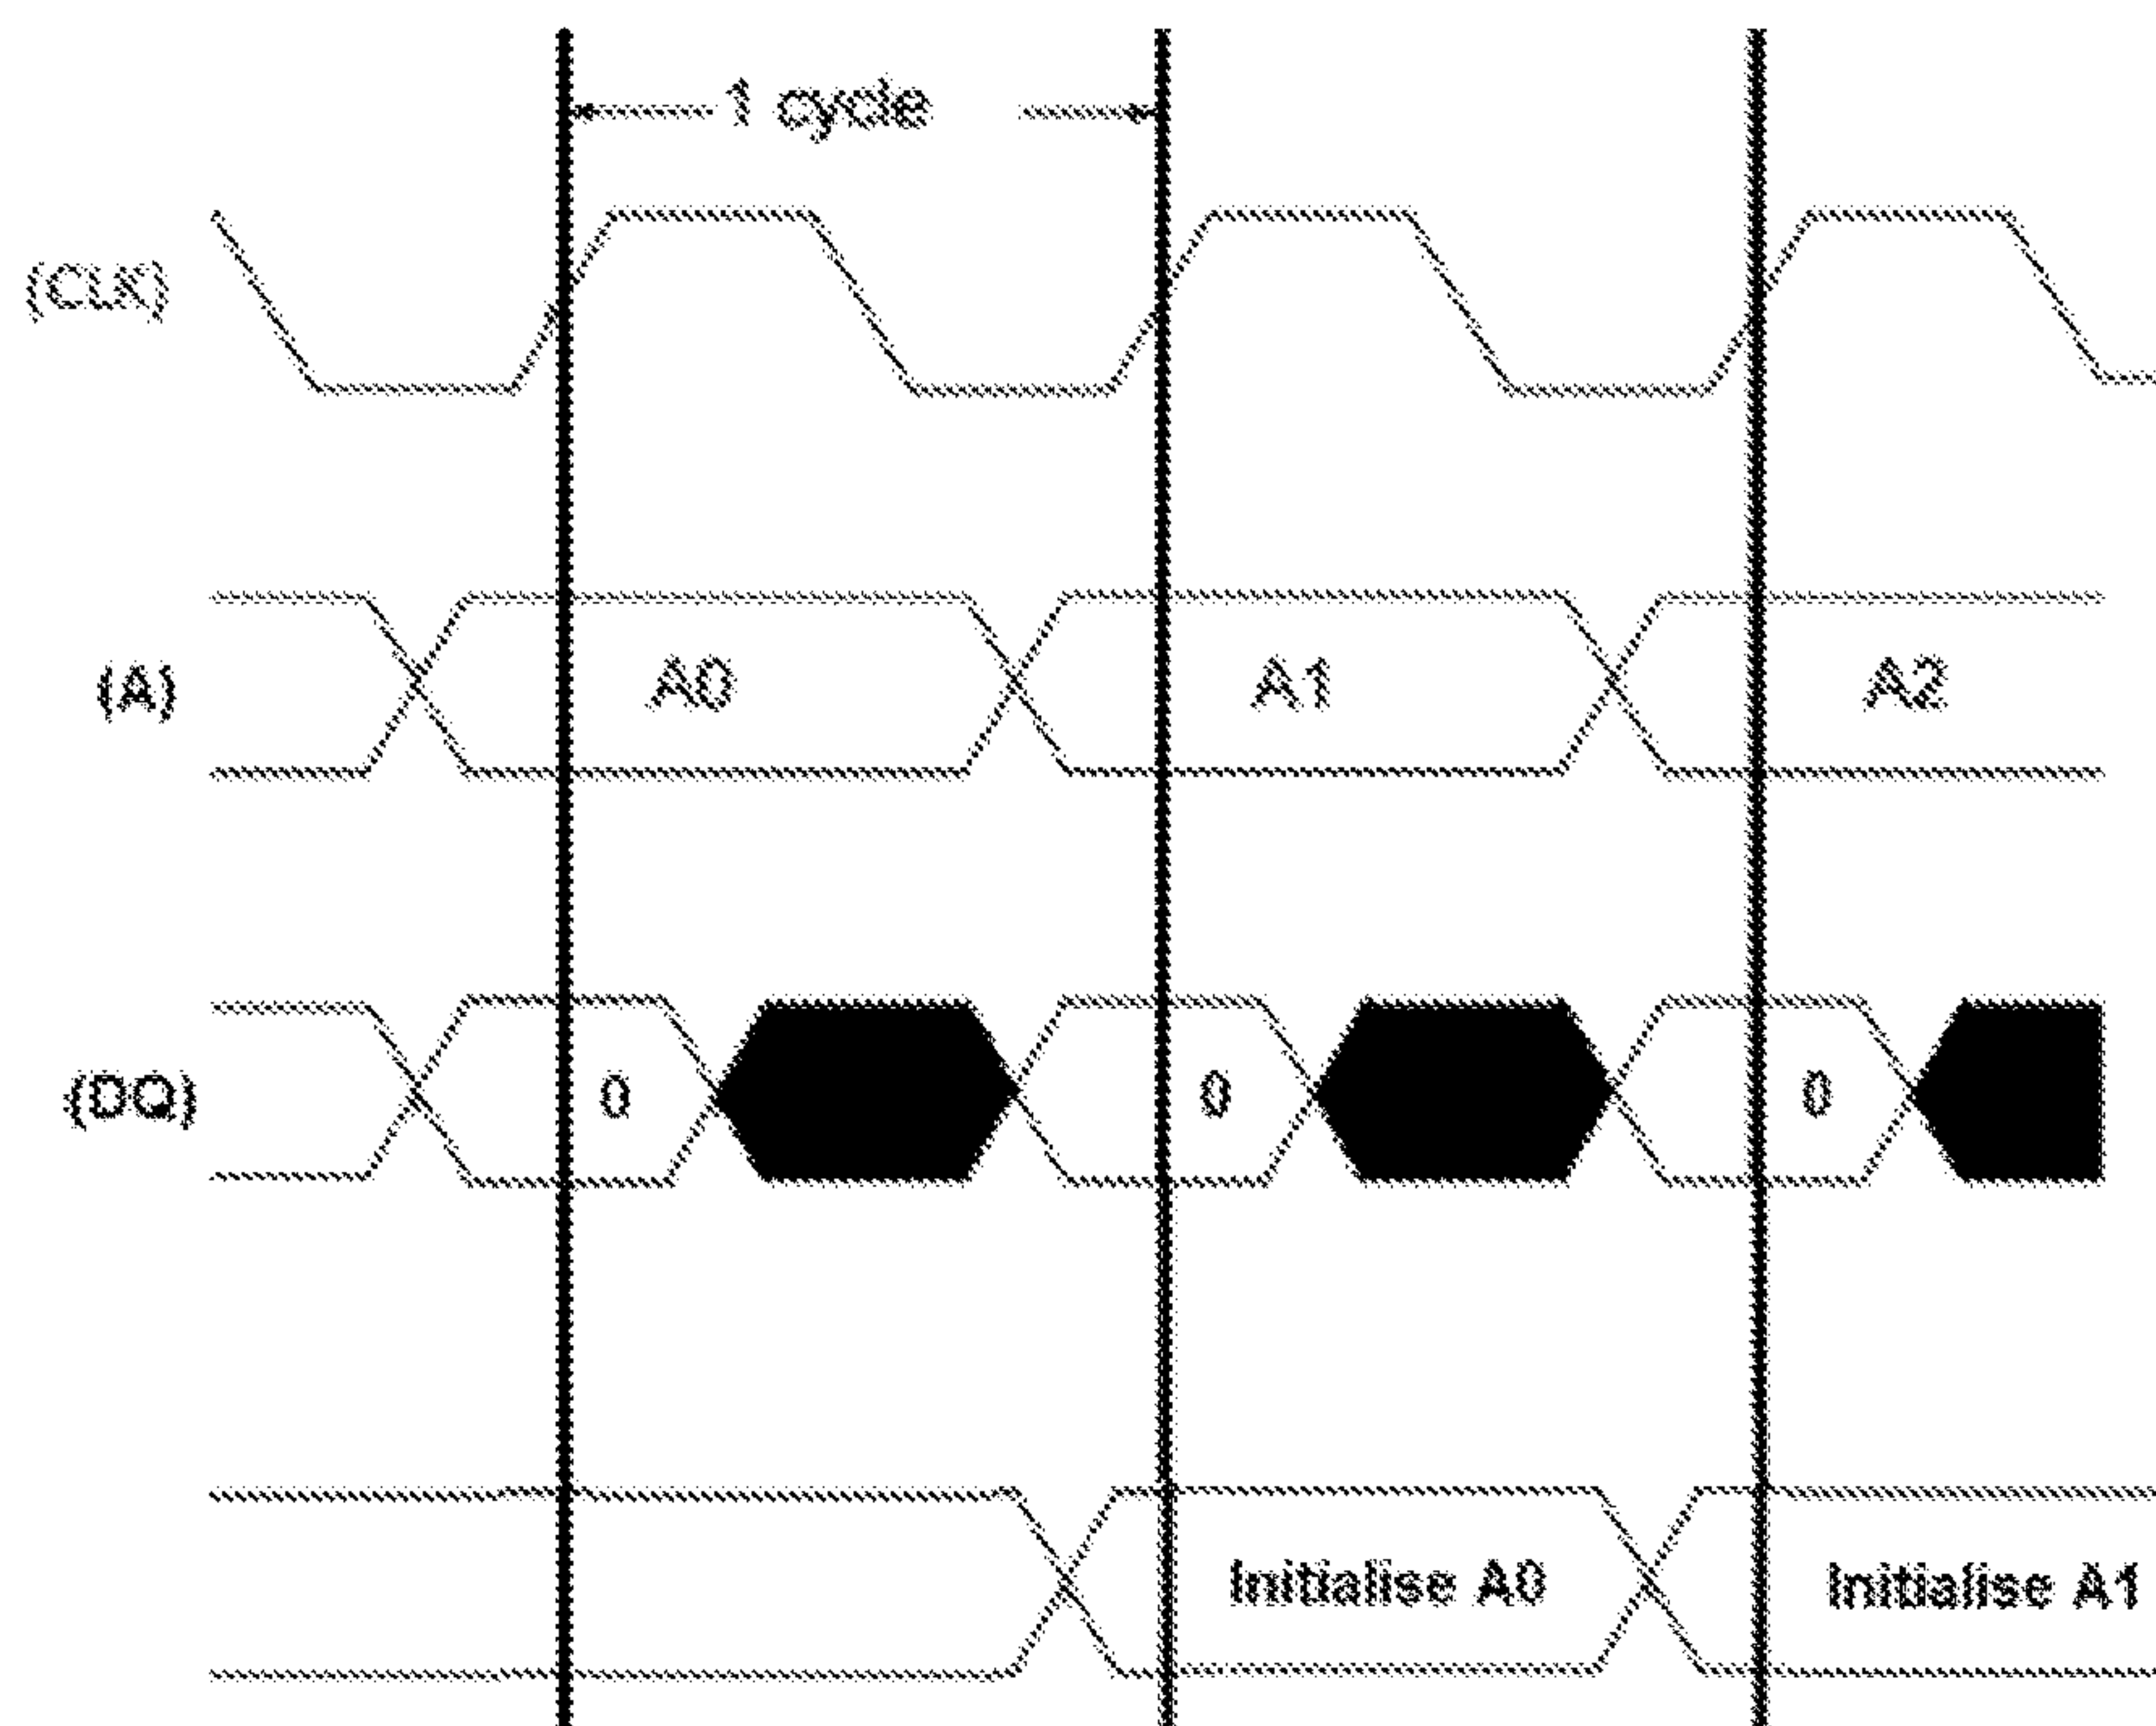 1 cycle
(CLK)
(A) A0 A1 A2
(DQ) 0 0 0
Initialise A0 Initialise A1